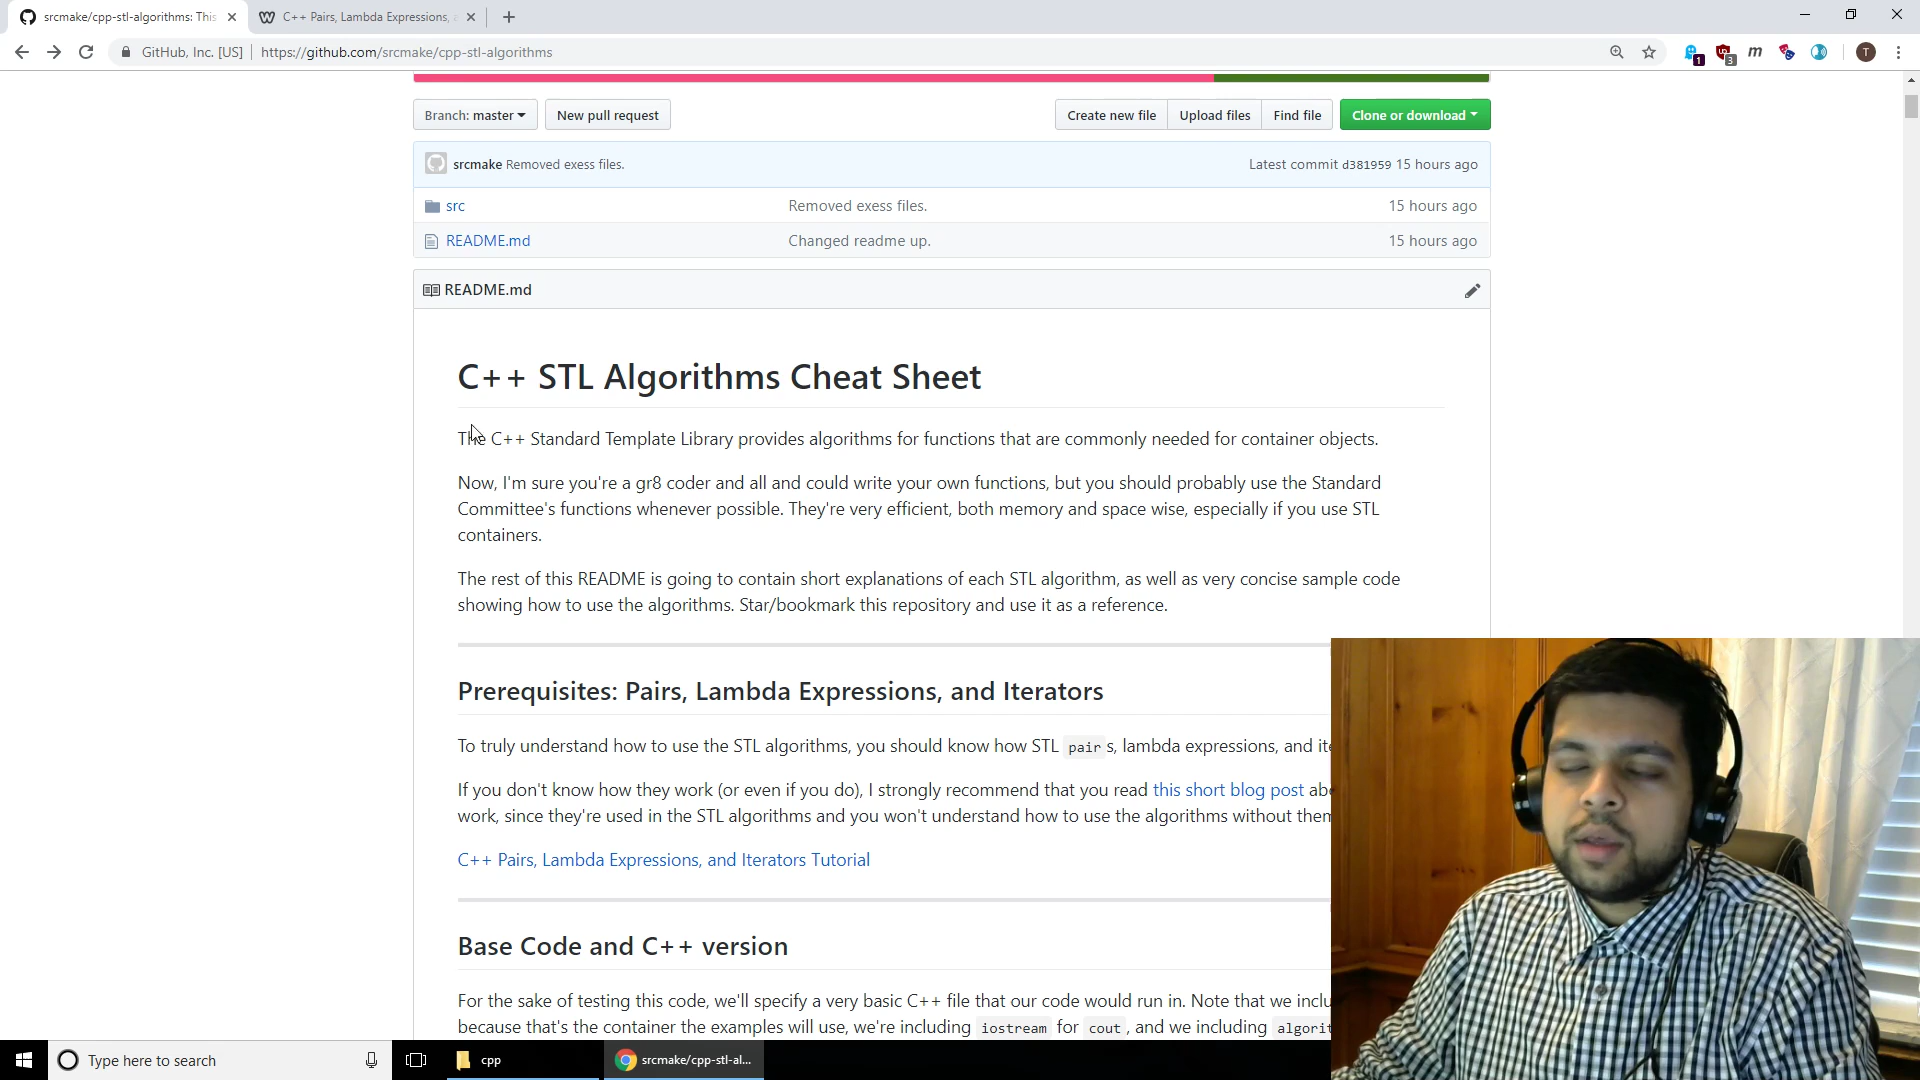 srcmake/cpp-stl-algorithms: This
C++ Pairs, Lambda Expressions,
GitHub, Inc. [US]
https://github.com/srcmake/cpp-stl-algorithms
1
3
m
T
Branch: master
New pull request
Create new file
Upload files
Find file
Clone or download
srcmake Removed exess files.
Latest commit d381959 15 hours ago
src
Removed exess files.
15 hours ago
README.md
Changed readme up.
15 hours ago
README.md
C++ STL Algorithms Cheat Sheet
The C++ Standard Template Library provides algorithms for functions that are commonly needed for container objects.
Now, I'm sure you're a gr8 coder and all and could write your own functions, but you should probably use the Standard
Committee's functions whenever possible. They're very efficient, both memory and space wise, especially if you use STL
containers.
The rest of this README is going to contain short explanations of each STL algorithm, as well as very concise sample code
showing how to use the algorithms. Star/bookmark this repository and use it as a reference.
Prerequisites: Pairs, Lambda Expressions, and Iterators
To truly understand how to use the STL algorithms, you should know how STL pair s, lambda expressions, and
If you don't know how they work (or even if you do), I strongly recommend that you read this short blog post
work, since they're used in the STL algorithms and you won't understand how to use the algorithms without them
C++ Pairs, Lambda Expressions, and Iterators Tutorial
Base Code and C++ version
For the sake of testing this code, we'll specify a very basic C++ file that our code would run in. Note that we
because that's the container the examples will use, we're including iostream for cout , and we including
Type here to search
cpp
srcmake/cpp-stl-al...